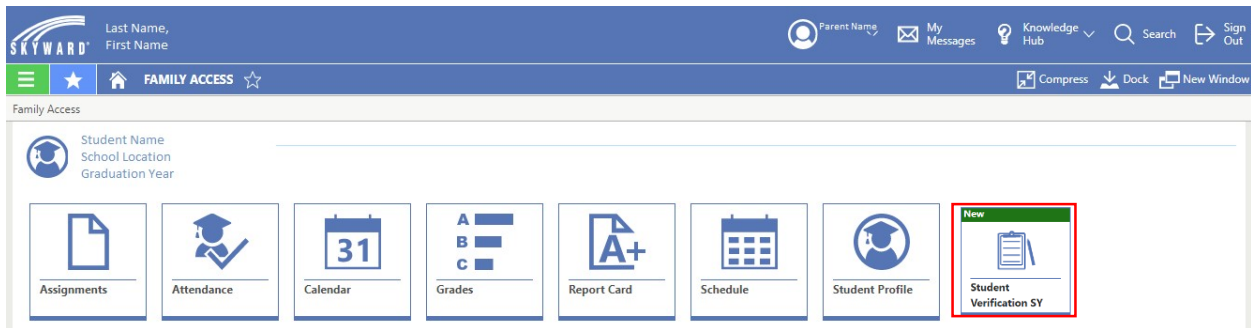 SKYWARD®
Last Name,
First Name
Parent Name
My
Messages
Knowledge
Hub
Search
Sign
Out
FAMILY ACCESS
Compress
Dock
New Window
Family Access
Student Name
School Location
Graduation Year
Assignments
Attendance
31
Calendar
A
B
C
Grades
A+
Report Card
Schedule
Student Profile
New
Student
Verification SY